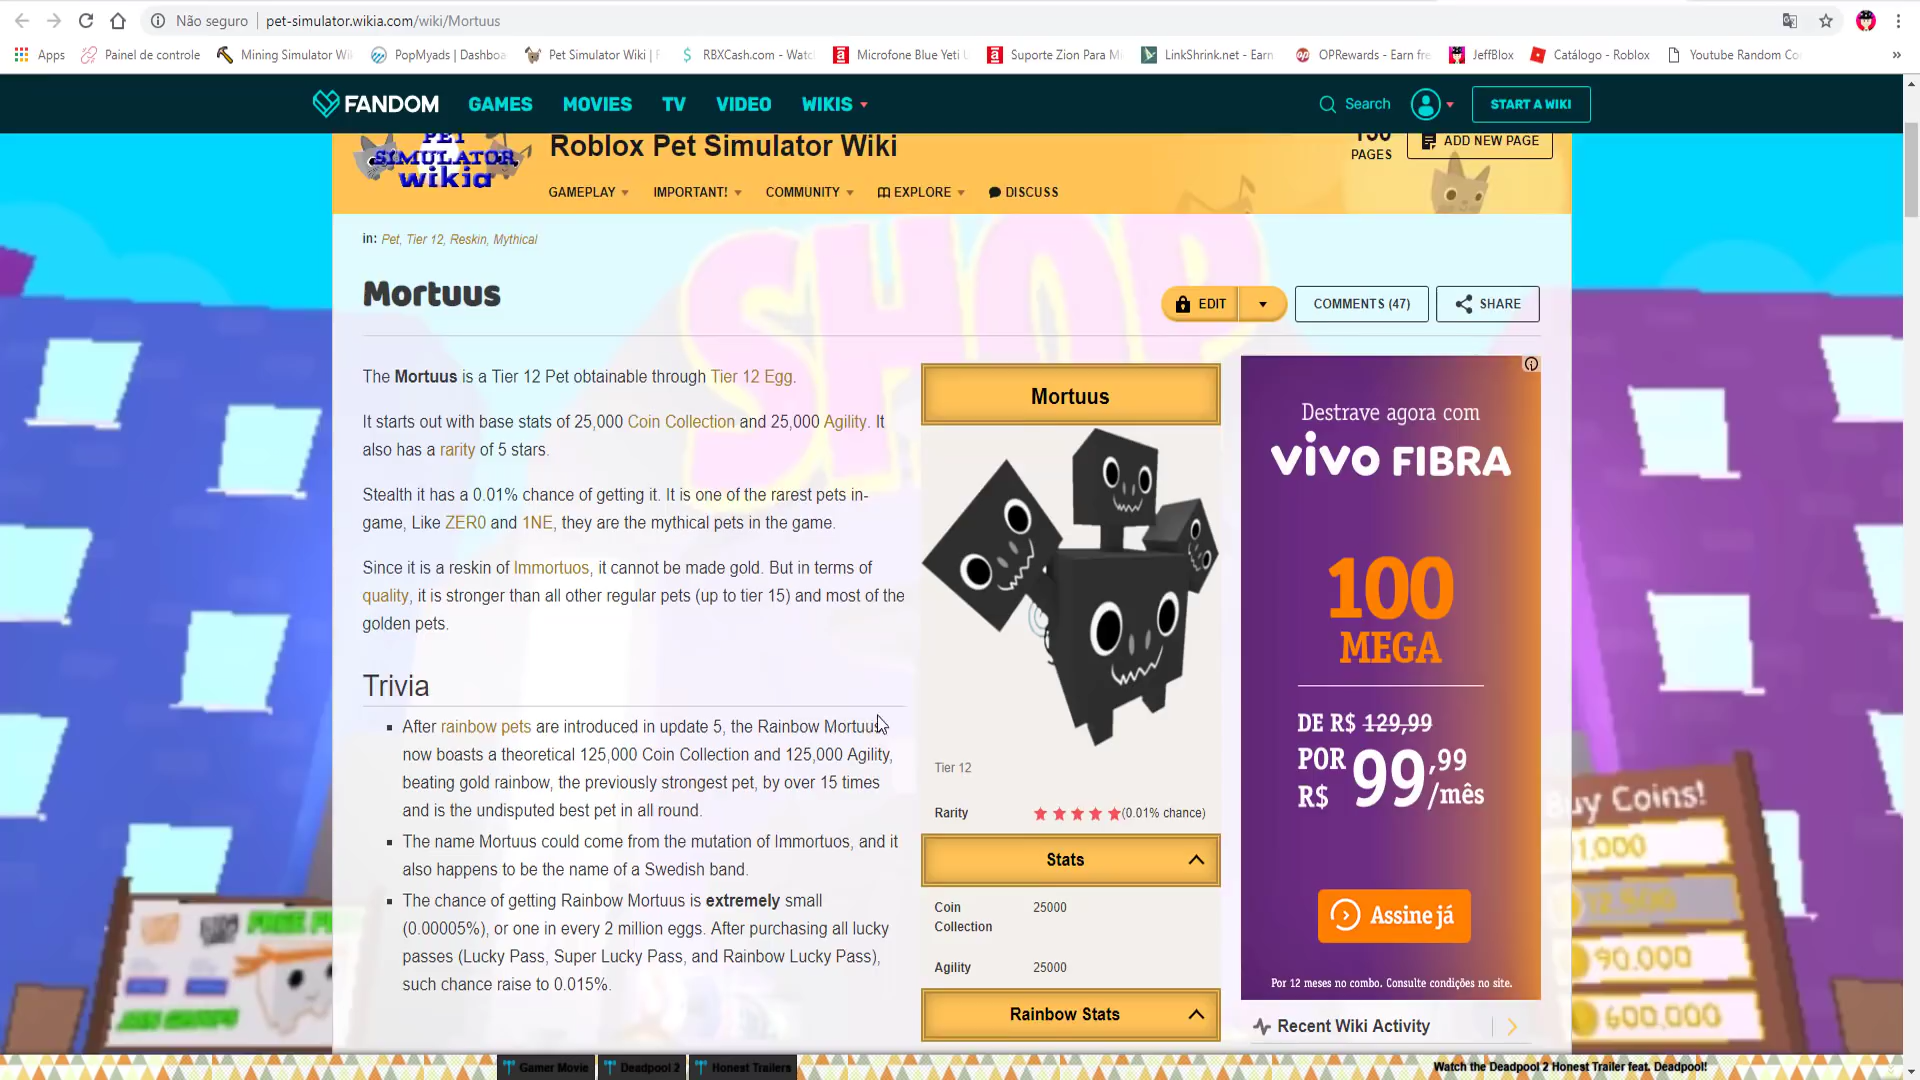 Não seguro pet-simulator.wikia.com/wiki/Mortuus
Apps Painel de controle Mining Simulator Wi PopMyads | Dashboa Pet Simulator Wiki | F RBXCash.com - Watc Microfone Blue Yeti U Suporte Zion Para Mi LinkShrink.net - Earn OPRewards - Earn fre JeffBlox Catálogo - Roblox Youtube Random Co »
FANDOM GAMES MOVIES TV VIDEO WIKIS Search START A WIKI
PET SIMULATOR wikia
Roblox Pet Simulator Wiki
PAGES
ADD NEW PAGE
GAMEPLAY IMPORTANT! COMMUNITY EXPLORE DISCUSS
SHOP
in: Pet, Tier 12, Reskin, Mythical
Mortuus
EDIT COMMENTS (47) SHARE
The Mortuus is a Tier 12 Pet obtainable through Tier 12 Egg.
It starts out with base stats of 25,000 Coin Collection and 25,000 Agility. It
also has a rarity of 5 stars.
Stealth it has a 0.01% chance of getting it. It is one of the rarest pets in-
game, Like ZER0 and 1NE, they are the mythical pets in the game.
Since it is a reskin of Immortuos, it cannot be made gold. But in terms of
quality, it is stronger than all other regular pets (up to tier 15) and most of the
golden pets.
Trivia
▪ After rainbow pets are introduced in update 5, the Rainbow Mortuus
now boasts a theoretical 125,000 Coin Collection and 125,000 Agility,
beating gold rainbow, the previously strongest pet, by over 15 times
and is the undisputed best pet in all round.
▪ The name Mortuus could come from the mutation of Immortuos, and it
also happens to be the name of a Swedish band.
▪ The chance of getting Rainbow Mortuus is extremely small
(0.00005%), or one in every 2 million eggs. After purchasing all lucky
passes (Lucky Pass, Super Lucky Pass, and Rainbow Lucky Pass),
such chance raise to 0.015%.
Mortuus
Tier 12
Rarity ★★★★★(0.01% chance)
Stats
Coin Collection 25000
Agility 25000
Rainbow Stats
Destrave agora com
vivo FIBRA
100
MEGA
DE R$ 129,99
POR
R$ 99,99
/mês
Assine já
Por 12 meses no combo. Consulte condições no site.
Recent Wiki Activity
Buy Coins!
1,000
12,500
90,000
600,000
Gamer Movie Deadpool 2 Honest Trailers
Watch the Deadpool 2 Honest Trailer feat. Deadpool!